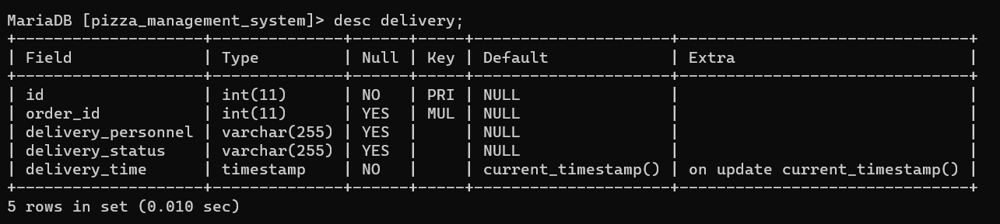 MariaDB [pizza_management_system]> desc delivery;
+--------------------+--------------+------+-----+---------------------+-------------------------------+
| Field              | Type         | Null | Key | Default             | Extra                         |
+--------------------+--------------+------+-----+---------------------+-------------------------------+
| id                 | int(11)      | NO   | PRI | NULL                |                               |
| order_id           | int(11)      | YES  | MUL | NULL                |                               |
| delivery_personnel | varchar(255) | YES  |     | NULL                |                               |
| delivery_status    | varchar(255) | YES  |     | NULL                |                               |
| delivery_time      | timestamp    | NO   |     | current_timestamp() | on update current_timestamp() |
+--------------------+--------------+------+-----+---------------------+-------------------------------+
5 rows in set (0.010 sec)